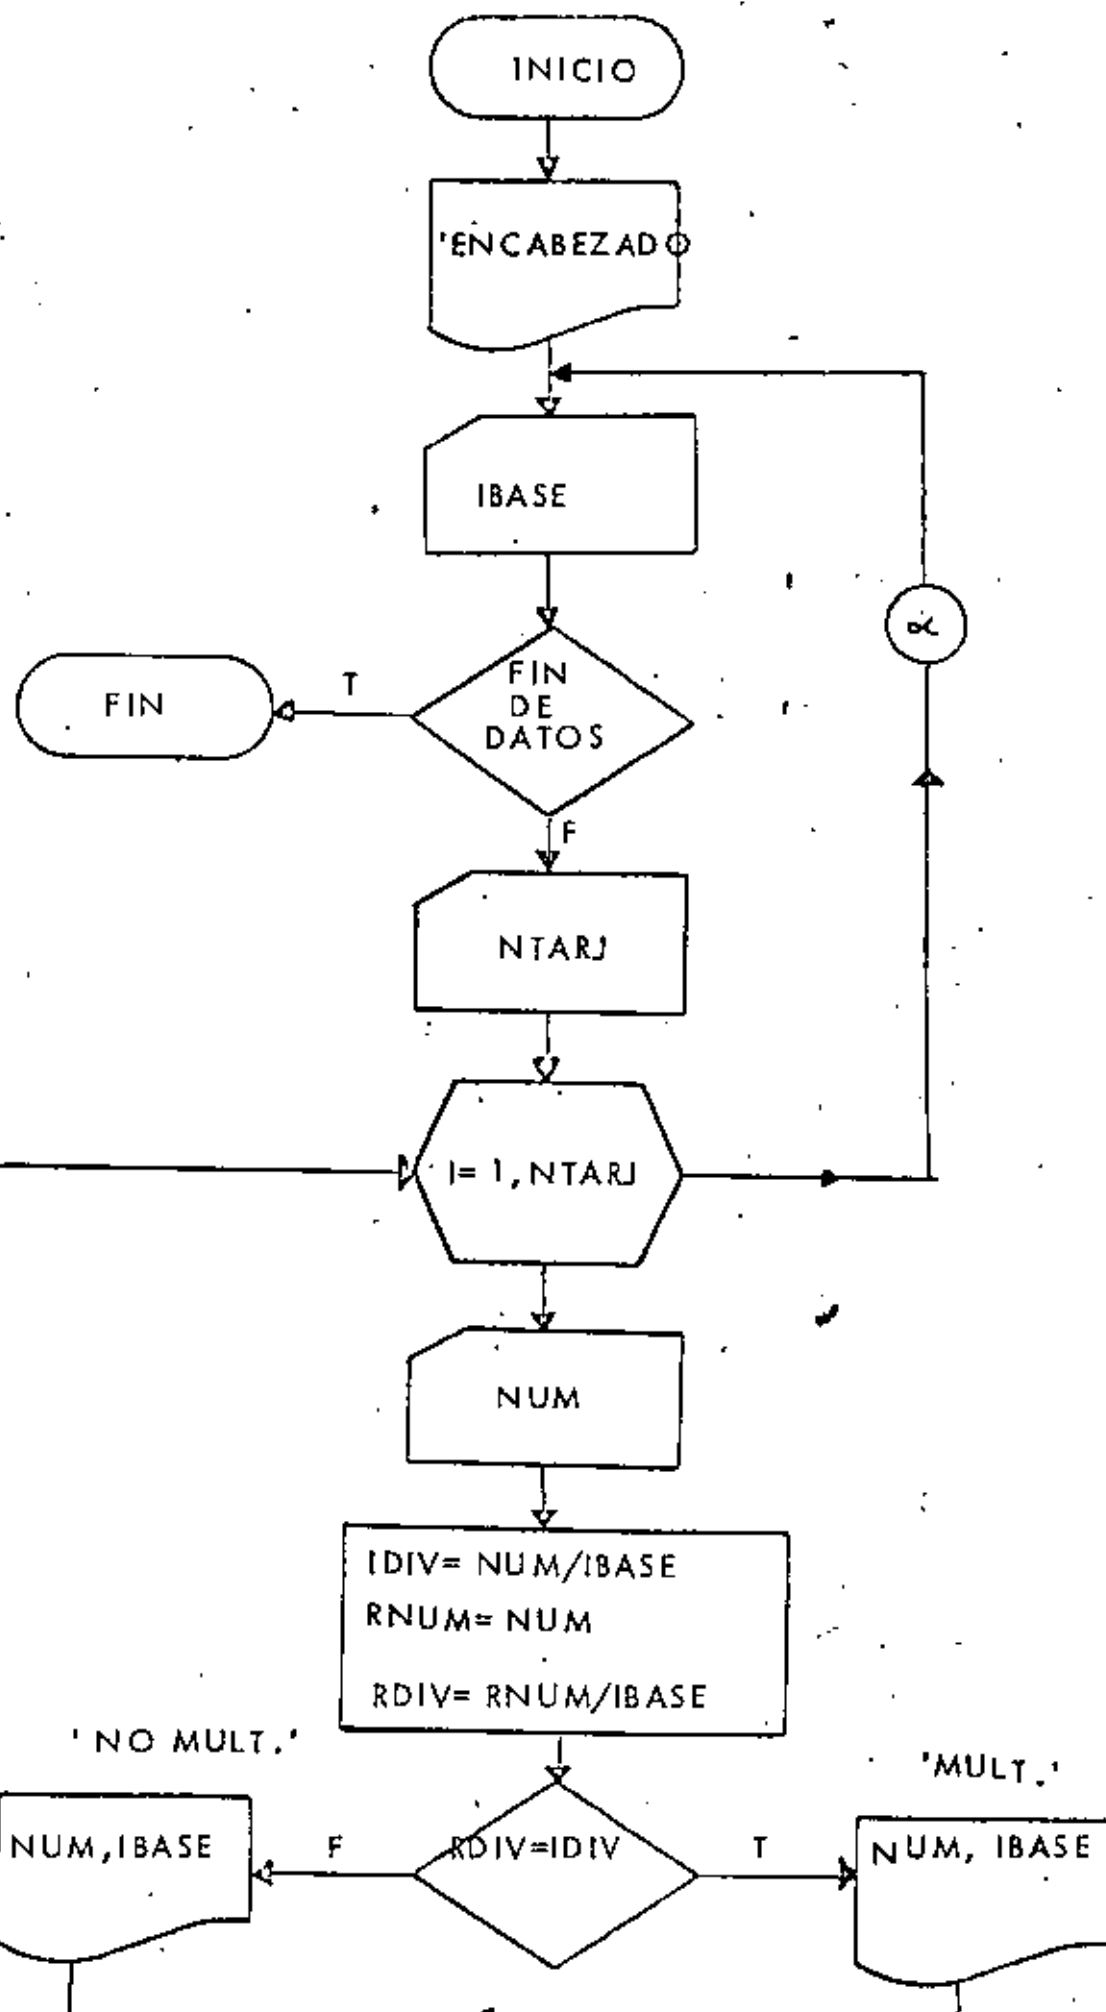 INICIO
'ENCABEZADO
IBASE
α
FIN
DE
DATOS
T
FIN
F
NTARJ
I= 1, NTARJ
NUM
IDIV= NUM/IBASE
RNUM= NUM
RDIV= RNUM/IBASE
'NO MULT.'
'MULT.'
NUM, IBASE
F
RDIV=IDIV
T
NUM, IBASE